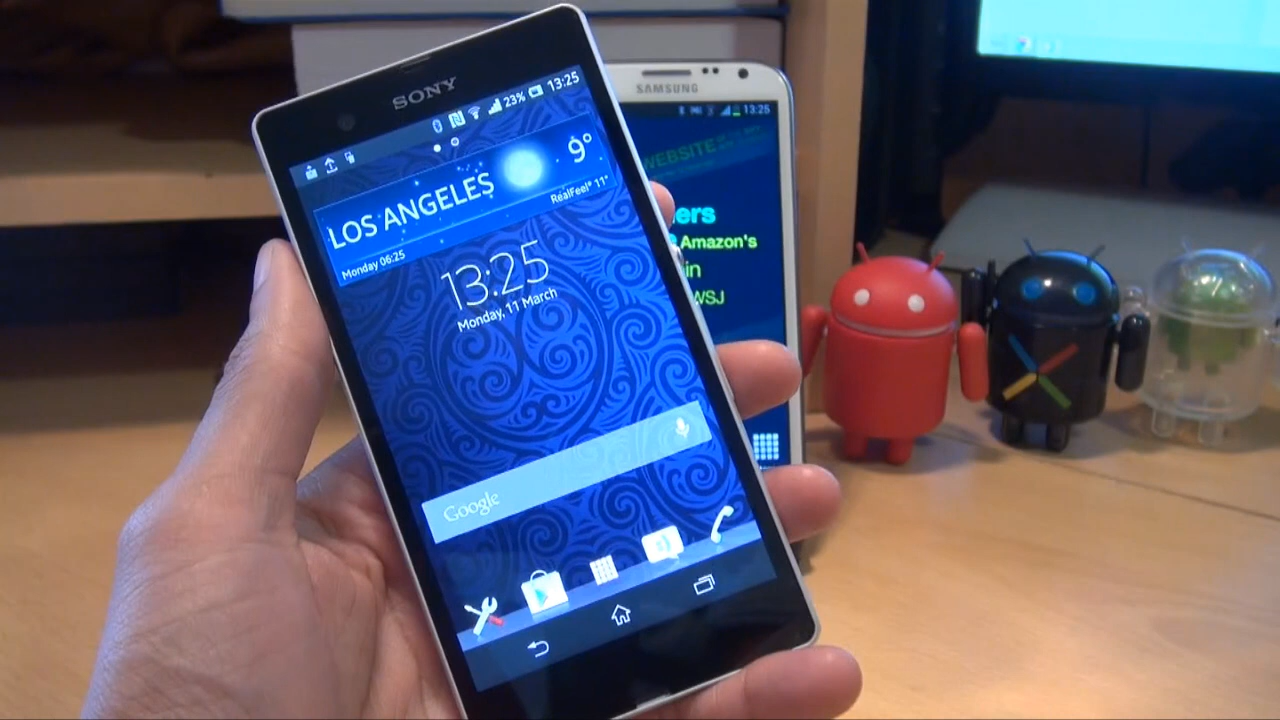 SONY
23% 13:25
LOS ANGELES
9°
RealFeel® 11°
Monday 06:25
13:25
Monday, 11 March
Google
SAMSUNG
13:25
WEBSITE
ers
Amazon's
in
WSJ